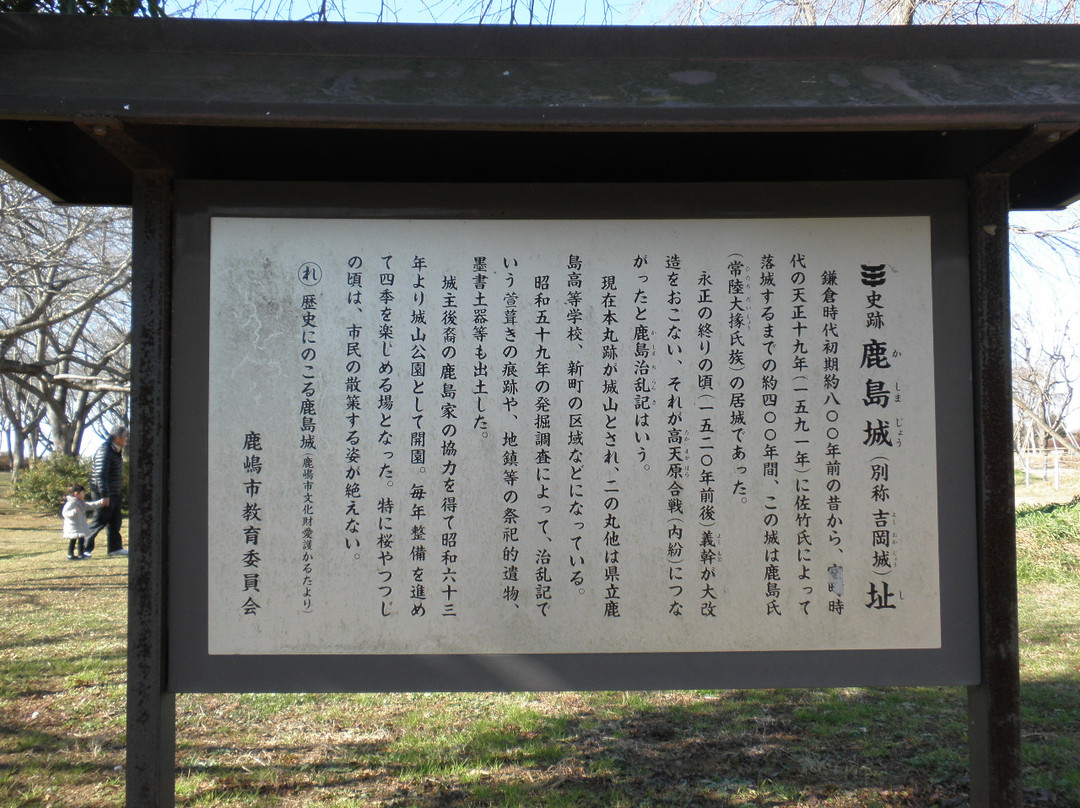 史跡 鹿島城(別称 吉岡城)址
かしまじょう
し
鎌倉時代初期約八〇〇年前の昔から、時
代の天正十九年(一五九一年)に佐竹氏によって
落城するまでの約四〇〇年間、この城は鹿島氏
(常陸大掾氏族)の居城であった。
永正の終りの頃(一五二〇年前後)義幹が大改
造をおこない、それが高天原合戦(内紛)につな
がったと鹿島治乱記はいう。
現在本丸跡が城山とされ、二の丸他は県立鹿
島高等学校、新町の区域などになっている。
昭和五十九年の発掘調査によって、治乱記で
いう萱葺きの痕跡や、地鎮等の祭祀的遺物、
墨書土器等も出土した。
城主後裔の鹿島家の協力を得て昭和六十三
年より城山公園として開園。毎年整備を進め
て四季を楽しめる場となった。特に桜やつつじ
の頃は、市民の散策する姿が絶えない。
れ 歴史にのこる鹿島城(鹿嶋市文化財愛護かるたより)
鹿嶋市教育委員会